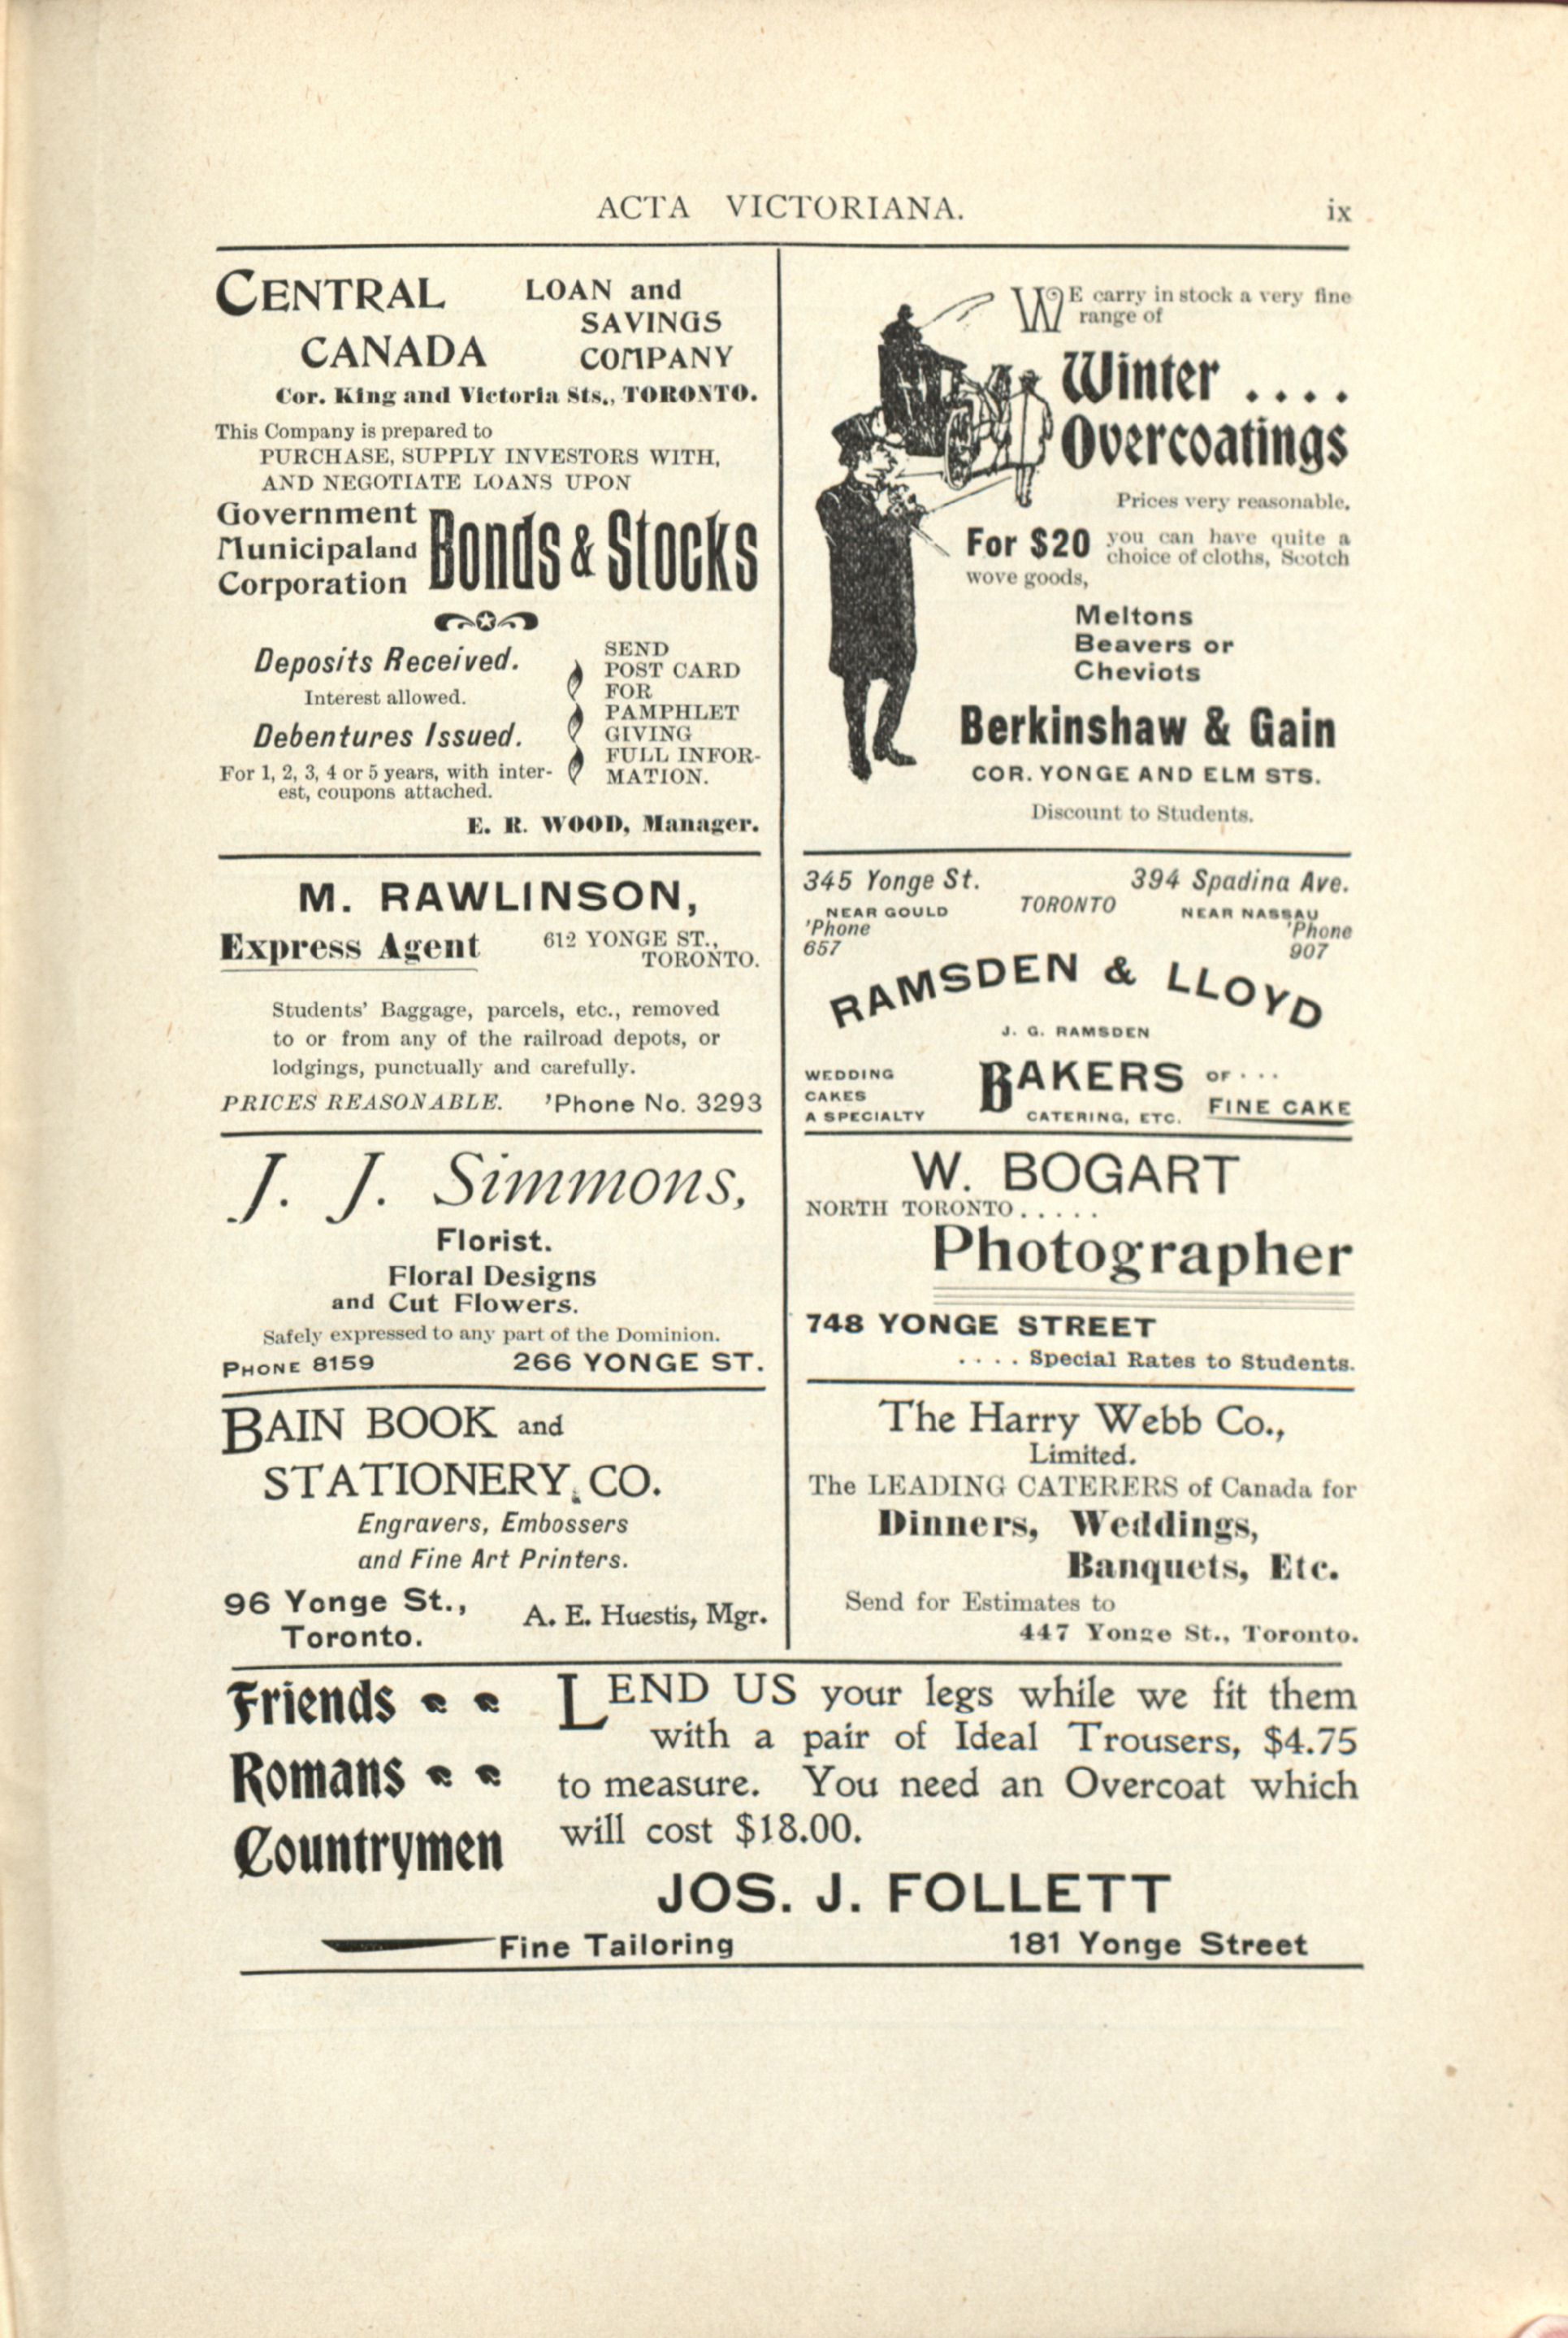 ACTA VICTORIANA.
ix
CENTRAL
CANADA
LOAN and
SAVINGS
COMPANY
Cor. King and Victoria Sts., TORONTO.
This Company is prepared to
PURCHASE, SUPPLY INVESTORS WITH,
AND NEGOTIATE LOANS UPON
Government
Municipal and
Corporation
Bonds & Stocks
Deposits Received.
Interest allowed.
Debentures Issued.
For 1, 2, 3, 4 or 5 years, with inter-
est, coupons attached.
SEND
POST CARD
FOR
PAMPHLET
GIVING
FULL INFOR-
MATION.
E. R. WOOD, Manager.
M. RAWLINSON,
Express Agent
612 YONGE ST.,
TORONTO.
Students' Baggage, parcels, etc., removed
to or from any of the railroad depots, or
lodgings, punctually and carefully.
PRICES REASONABLE. 'Phone No. 3293
J. J. Simmons,
Florist.
Floral Designs
and Cut Flowers.
Safely expressed to any part of the Dominion.
PHONE 8159 266 YONGE ST.
BAIN BOOK and
STATIONERY CO.
Engravers, Embossers
and Fine Art Printers.
96 Yonge St.,
Toronto.
A. E. Huestis, Mgr.
WE carry in stock a very fine
range of
Winter ....
Overcoatings
Prices very reasonable.
For $20 you can have quite a
choice of cloths, Scotch
wove goods,
Meltons
Beavers or
Cheviots
Berkinshaw & Gain
COR. YONGE AND ELM STS.
Discount to Students.
345 Yonge St.
NEAR GOULD
'Phone
657
TORONTO
394 Spadina Ave.
NEAR NASSAU
'Phone
907
RAMSDEN & LLOYD
J. G. RAMSDEN
WEDDING
CAKES
A SPECIALTY
BAKERS OF ...
FINE CAKE
CATERING, ETC.
W. BOGART
NORTH TORONTO.....
Photographer
748 YONGE STREET
.... Special Rates to Students.
The Harry Webb Co.,
Limited.
The LEADING CATERERS of Canada for
Dinners, Weddings,
Banquets, Etc.
Send for Estimates to
447 Yonge St., Toronto.
Friends
Romans
Countrymen
LEND US your legs while we fit them
with a pair of Ideal Trousers, $4.75
to measure. You need an Overcoat which
will cost $18.00.
JOS. J. FOLLETT
Fine Tailoring 181 Yonge Street